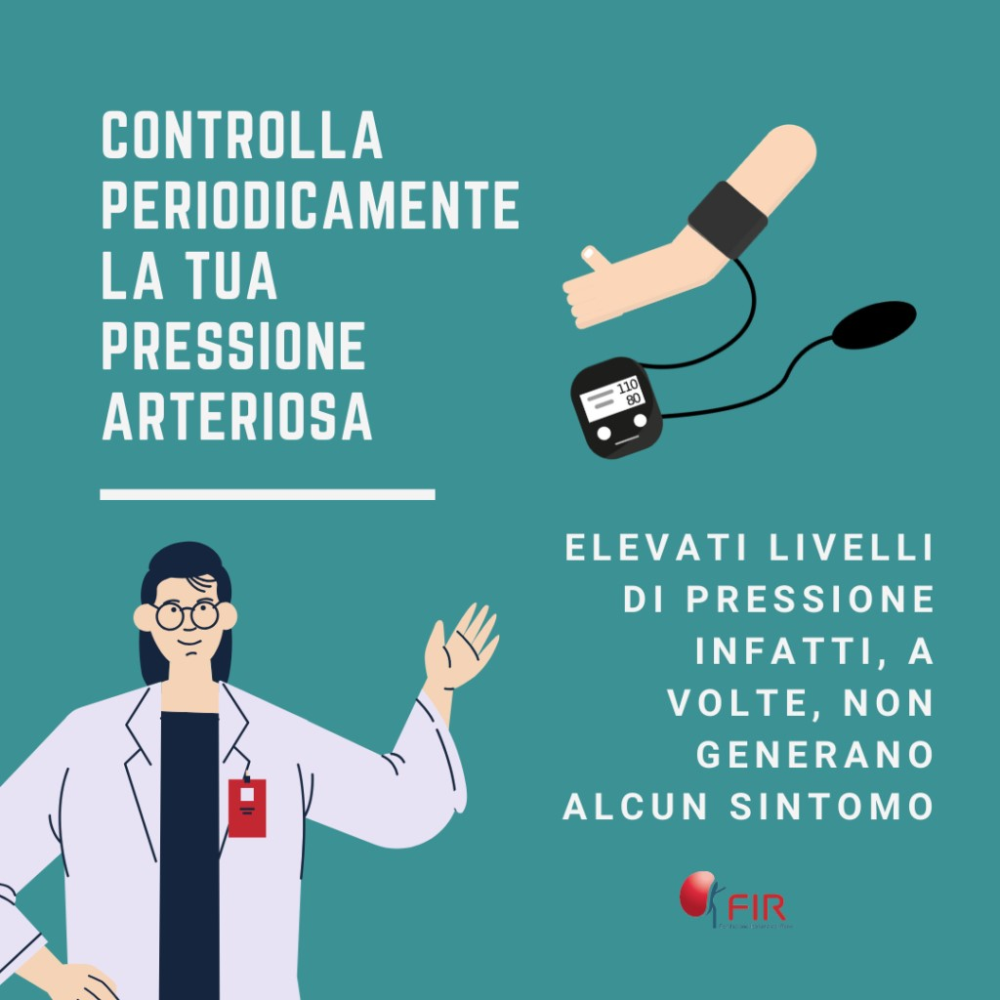 CONTROLLA
PERIODICAMENTE
LA TUA
PRESSIONE
ARTERIOSA
110
80
ELEVATI LIVELLI
DI PRESSIONE
INFATTI, A
VOLTE, NON
GENERANO
ALCUN SINTOMO
FIR